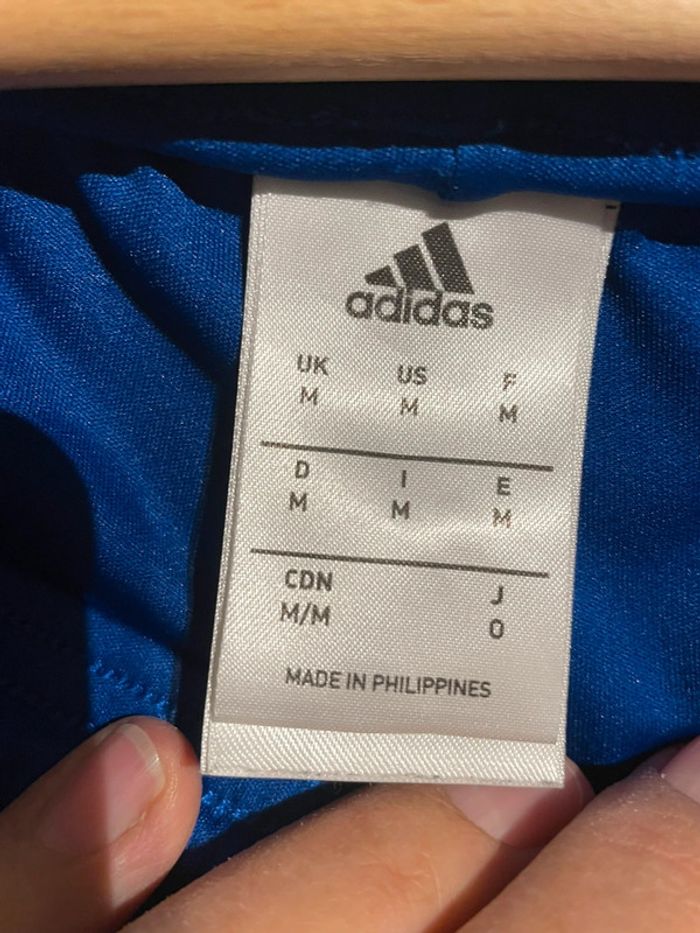 adidas
UK US F
M M M
D I E
M M M
CDN J
M/M O
MADE IN PHILIPPINES